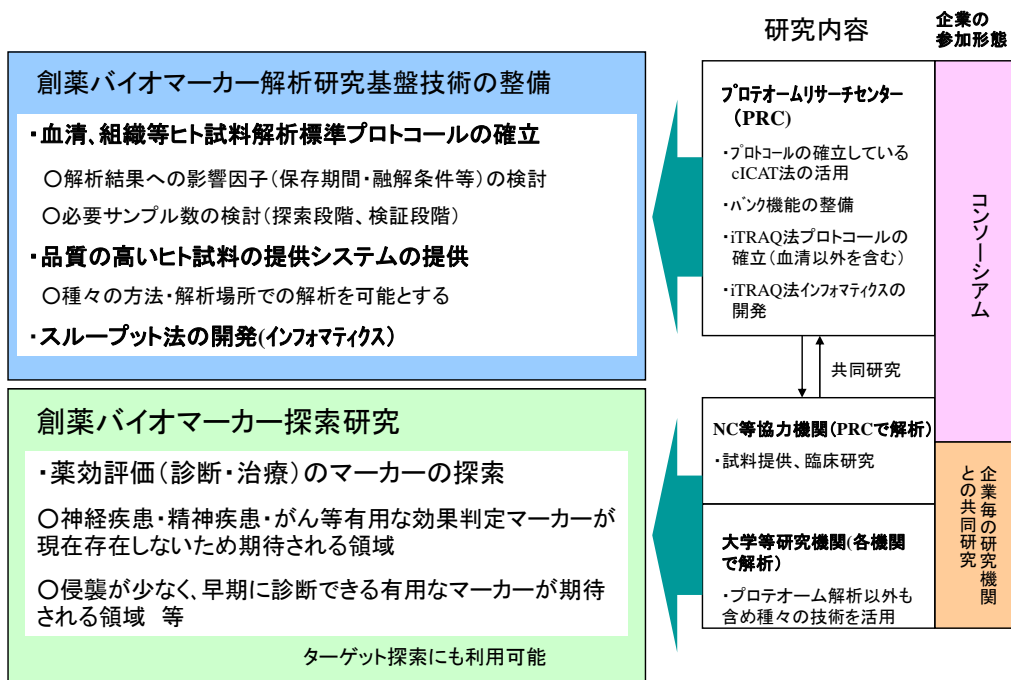 研究内容
企業の
参加形態
創薬バイオマーカー解析研究基盤技術の整備
・血清、組織等ヒト試料解析標準プロトコールの確立
○解析結果への影響因子(保存期間・融解条件等)の検討
○必要サンプル数の検討(探索段階、検証段階)
・品質の高いヒト試料の提供システムの提供
○種々の方法・解析場所での解析を可能とする
・スループット法の開発(インフォマティクス)
創薬バイオマーカー探索研究
・薬効評価(診断・治療)のマーカーの探索
○神経疾患・精神疾患・がん等有用な効果判定マーカーが
現在存在しないため期待される領域
○侵襲が少なく、早期に診断できる有用なマーカーが期待
される領域 等
ターゲット探索にも利用可能
プロテオームリサーチセンター
(PRC)
・プロトコールの確立している
cICAT法の活用
・バンク機能の整備
・iTRAQ法プロトコールの
確立(血清以外を含む)
・iTRAQ法インフォマティクスの
開発
共同研究
NC等協力機関(PRCで解析)
・試料提供、臨床研究
大学等研究機関(各機関
で解析)
・プロテオーム解析以外も
含め種々の技術を活用
コンソーシアム
企業毎の研究機関
との共同研究